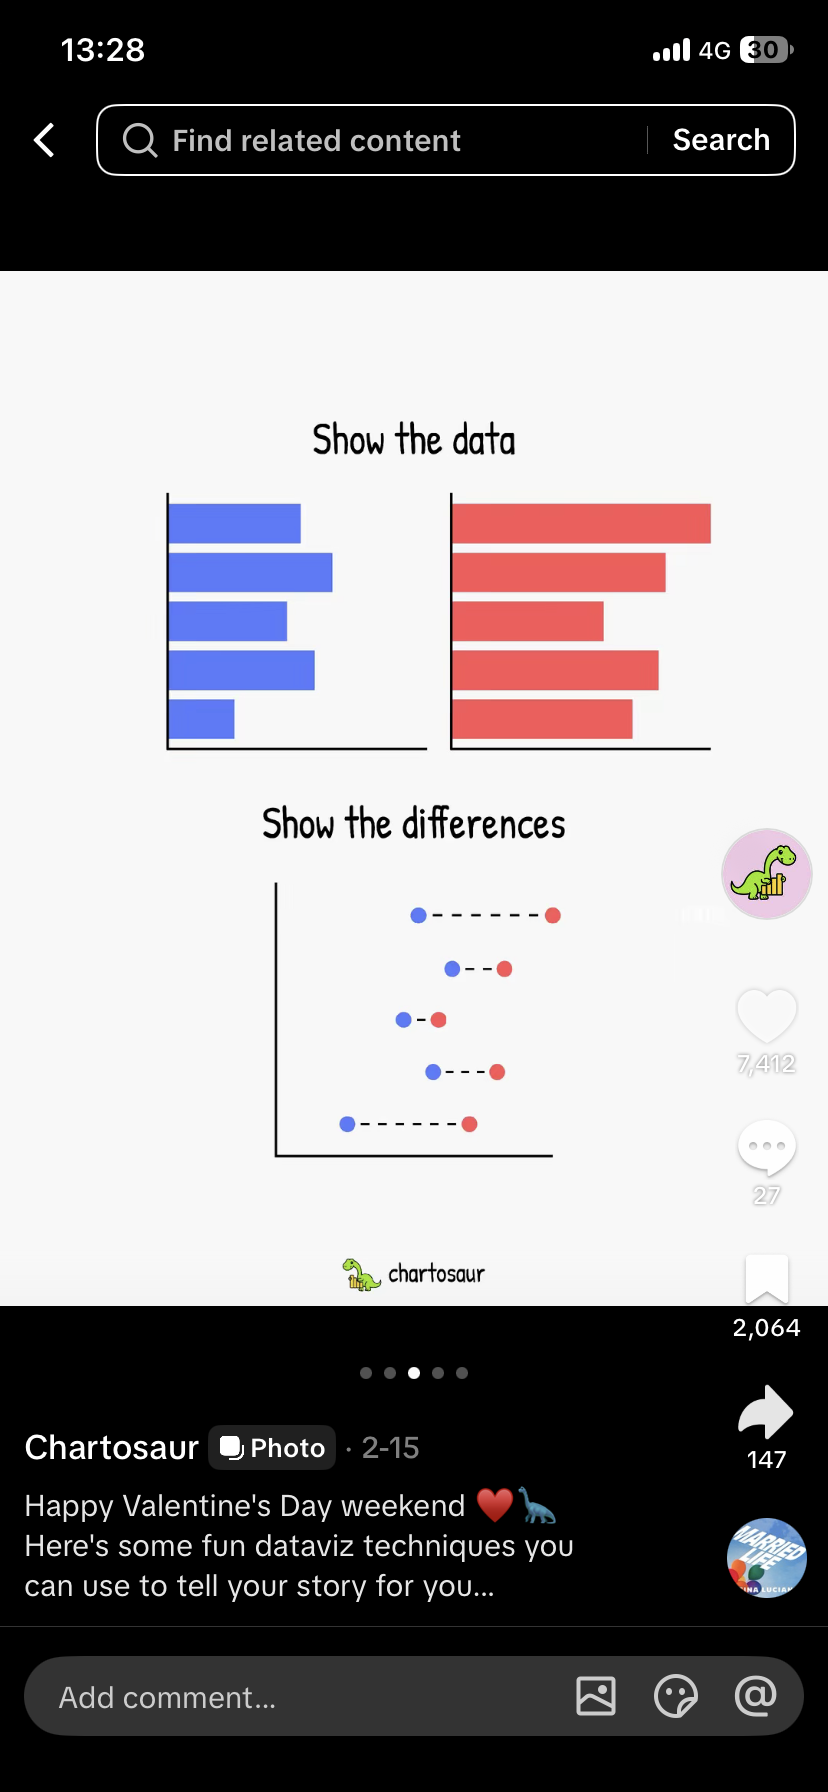 13:28
4G 30
Find related content
Search
Show the data
Show the differences
7,412
27
chartosaur
2,064
Chartosaur Photo · 2-15
147
Happy Valentine's Day weekend ❤️🦕
Here's some fun dataviz techniques you
can use to tell your story for you...
MARRIED
LIFE
Add comment...